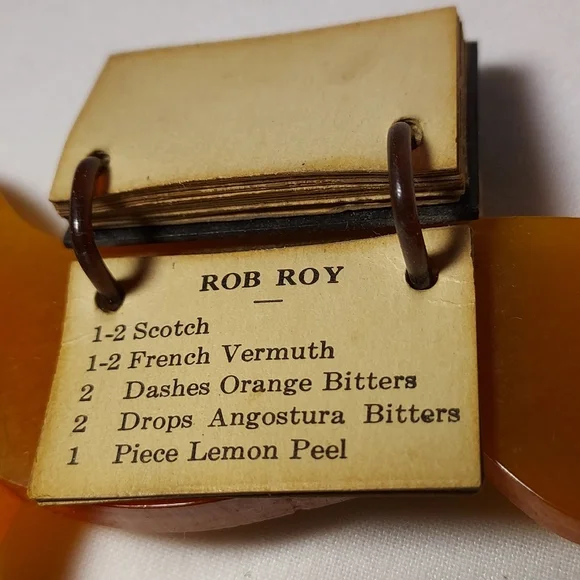 ROB ROY
1-2 Scotch
1-2 French Vermuth
2 Dashes Orange Bitters
2 Drops Angostura Bitters
1 Piece Lemon Peel